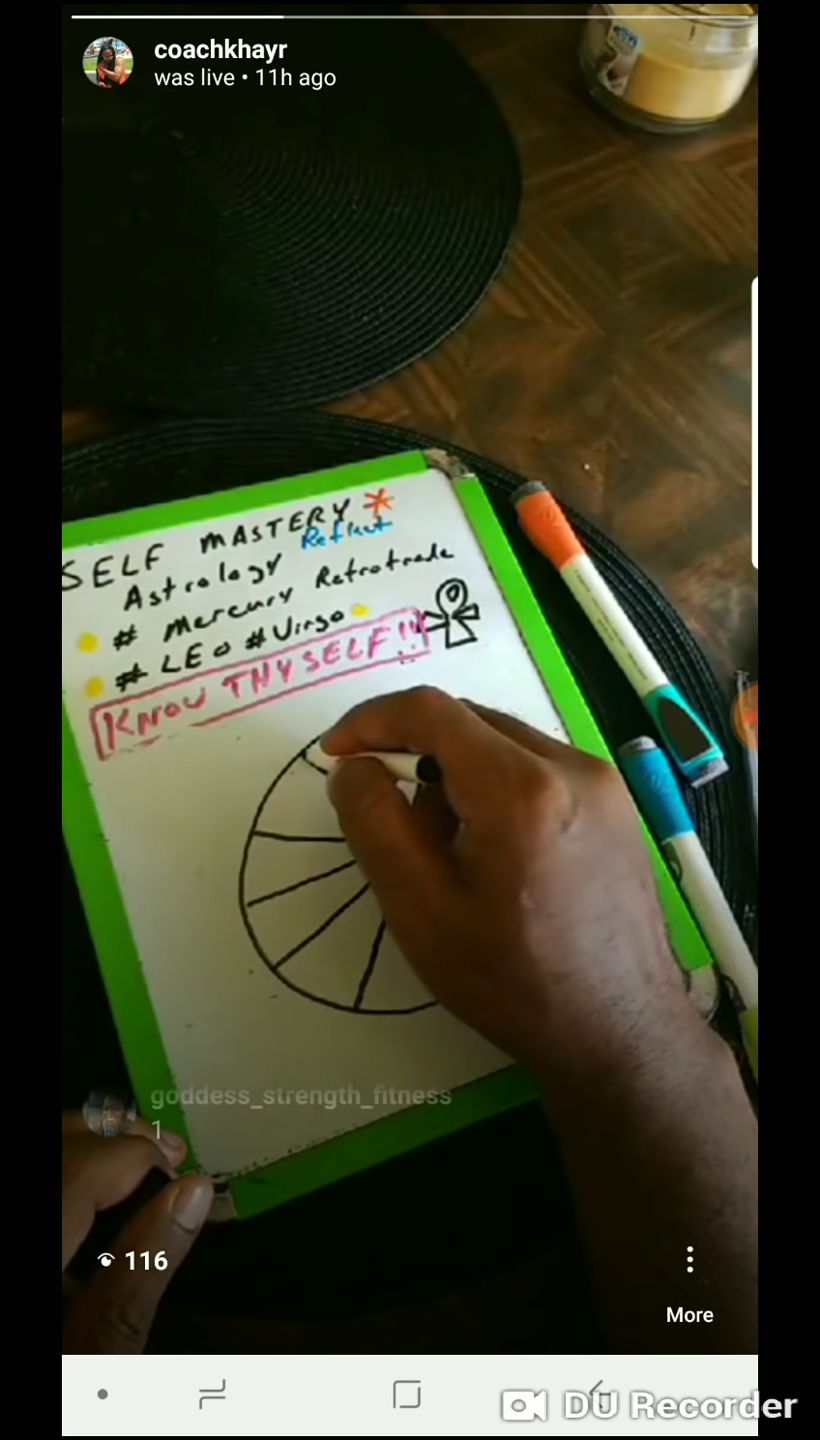 coachkhayr
was live • 11h ago
SELF MASTERY *
Astrology Reflect
# Mercury Retrotrade
# LEO # Virgo
KNOW THYSELF!!
goddess_strength_fitness
1
116
More
DU Recorder